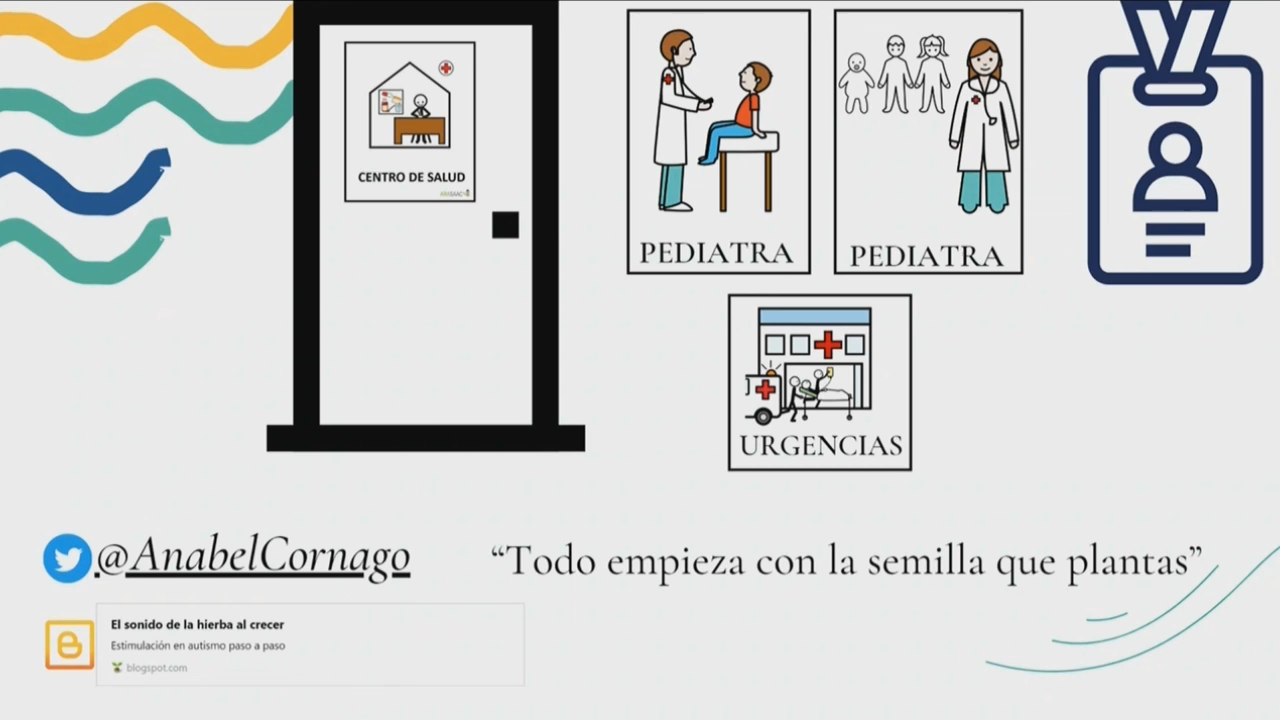 CENTRO DE SALUD
ARASAAC
PEDIATRA
PEDIATRA
URGENCIAS
@AnabelCornago
“Todo empieza con la semilla que plantas”
El sonido de la hierba al crecer
Estimulación en autismo paso a paso
blogspot.com